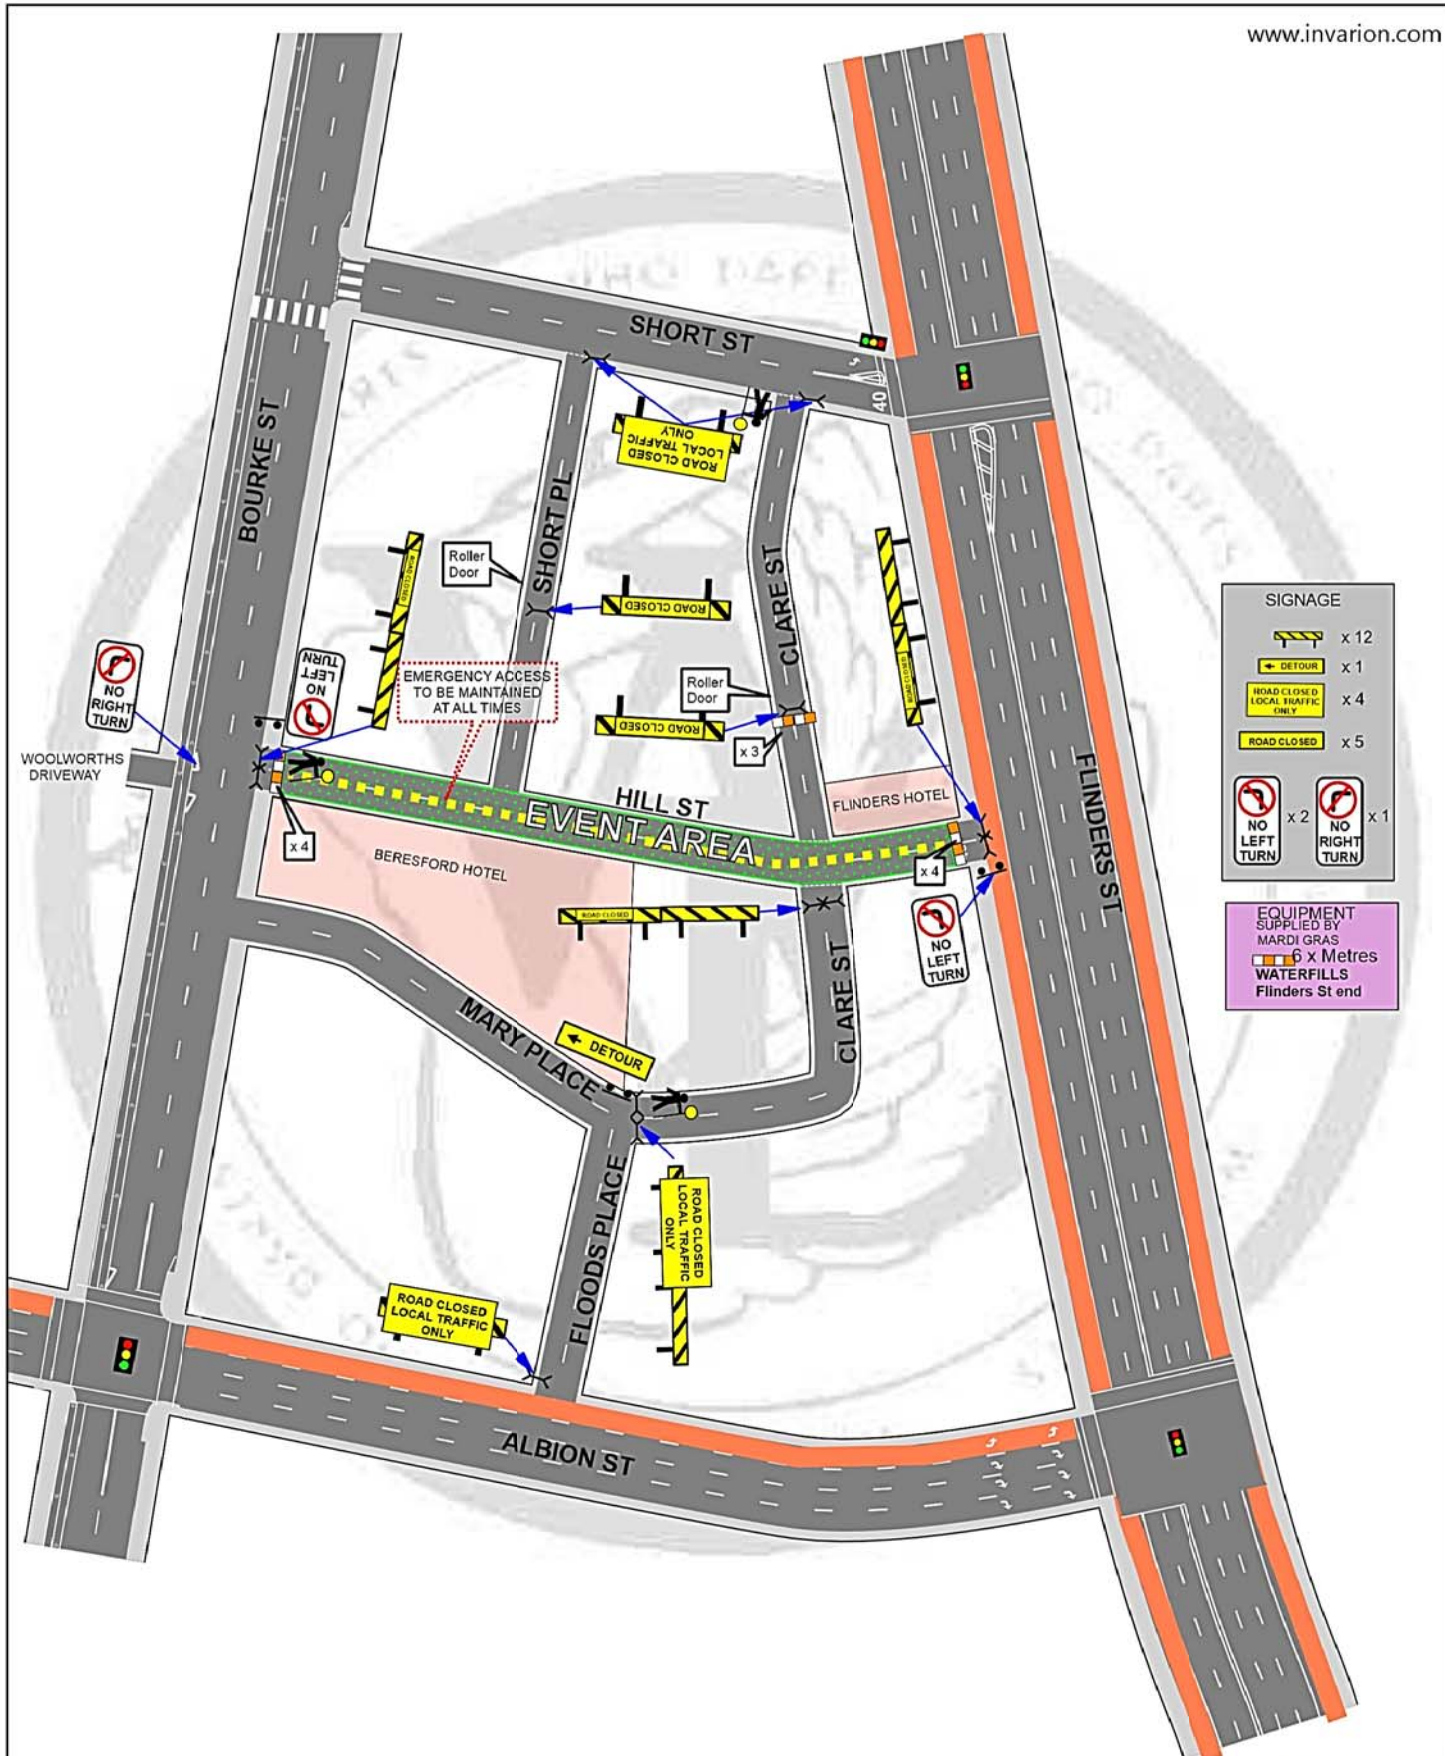 www.invarion.com
SHORT ST
40
BOURKE ST
ROAD CLOSED
LOCAL TRAFFIC
ONLY
SHORT PL
Roller
Door
ROAD CLOSED
ROAD CLOSED
CLARE ST
ROAD CLOSED
SIGNAGE
x 12
DETOUR
x 1
ROAD CLOSED
LOCAL TRAFFIC
ONLY
x 4
ROAD CLOSED
x 5
NO
LEFT
TURN
x 2
NO
RIGHT
TURN
x 1
NO
RIGHT
TURN
NO
LEFT
TURN
EMERGENCY ACCESS
TO BE MAINTAINED
AT ALL TIMES
Roller
Door
ROAD CLOSED
x 3
WOOLWORTHS
DRIVEWAY
HILL ST
EVENT AREA
FLINDERS HOTEL
FLINDERS ST
x 4
BERESFORD HOTEL
x 4
ROAD CLOSED
NO
LEFT
TURN
EQUIPMENT
SUPPLIED BY
MARDI GRAS
6 x Metres
WATERFILLS
Flinders St end
CLARE ST
MARY PLACE
DETOUR
FLOODS PLACE
ROAD CLOSED
LOCAL TRAFFIC
ONLY
ROAD CLOSED
LOCAL TRAFFIC
ONLY
ALBION ST